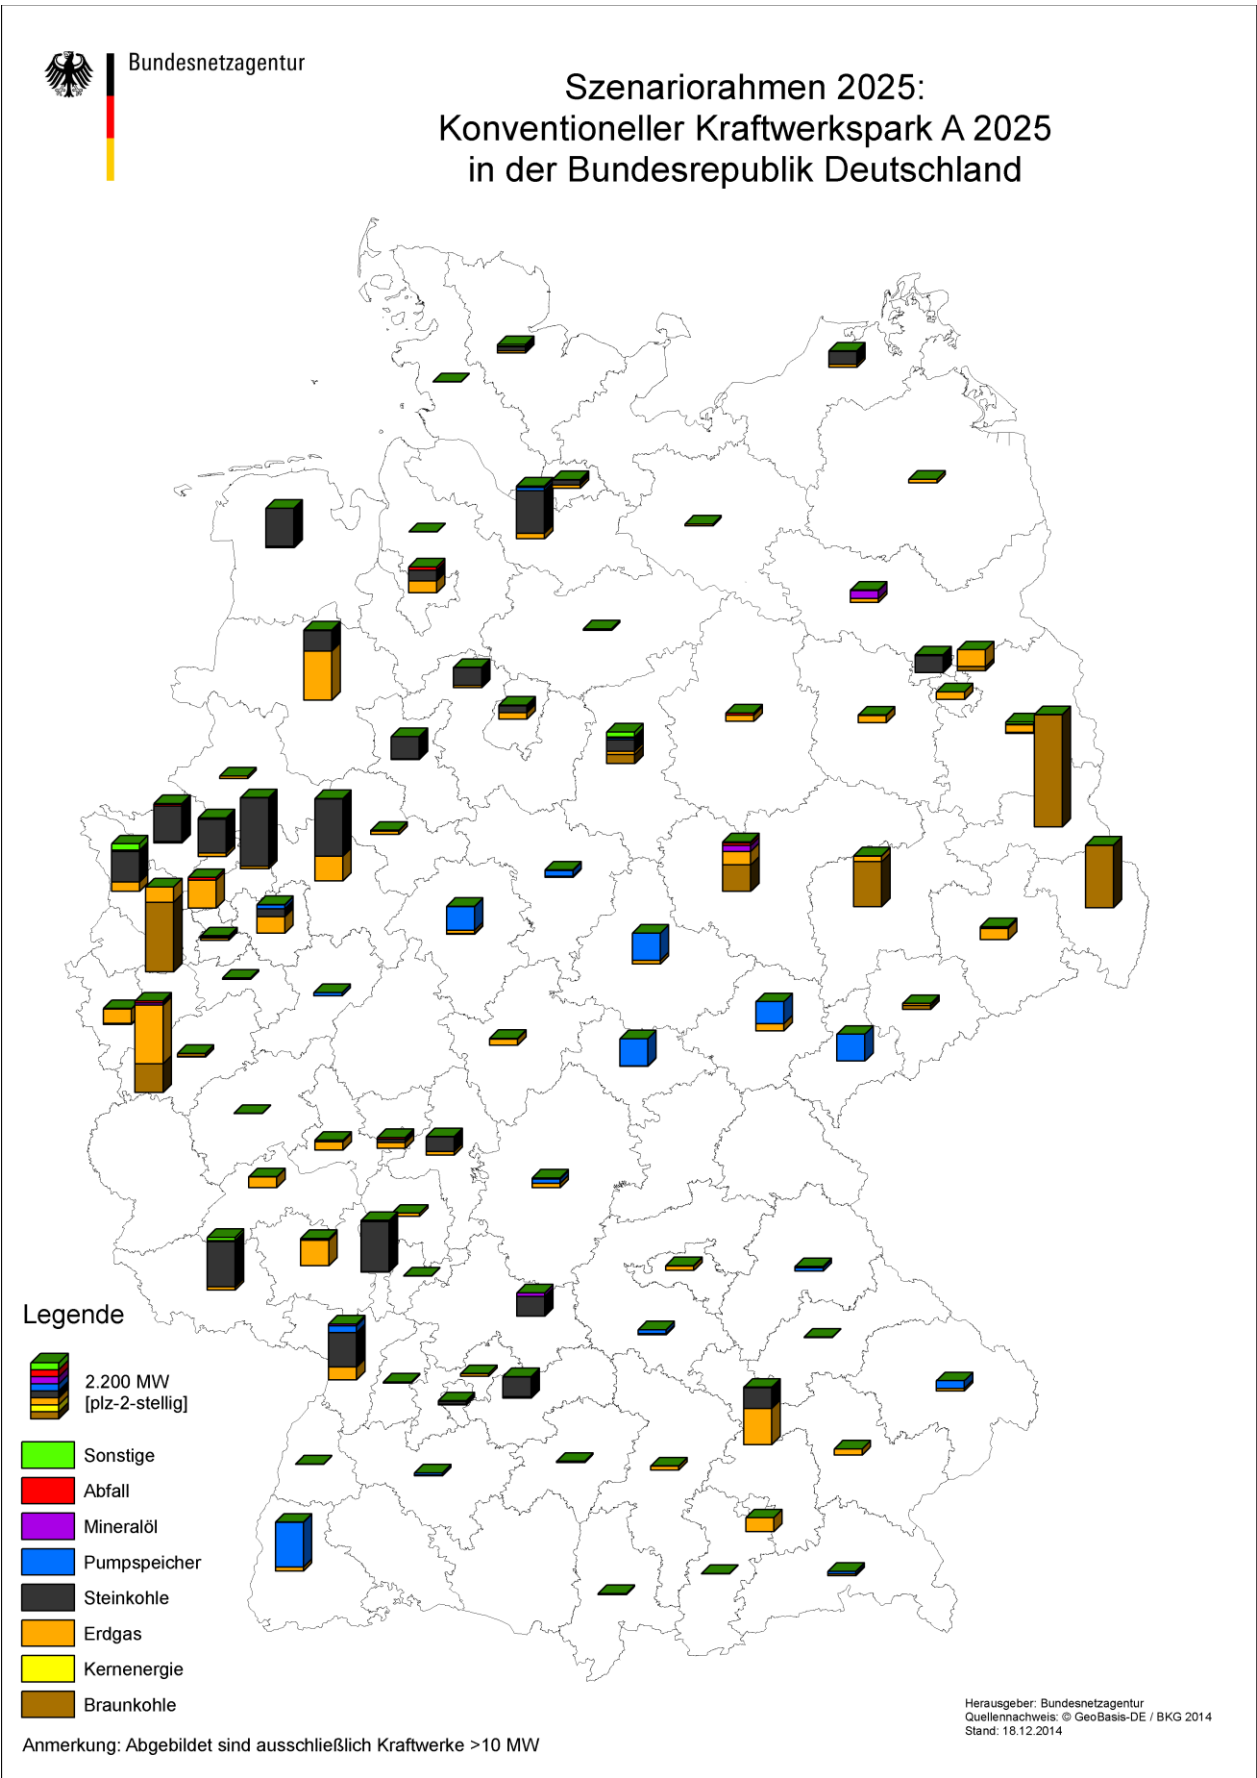 Bundesnetzagentur
Szenariorahmen 2025:
Konventioneller Kraftwerkspark A 2025
in der Bundesrepublik Deutschland
Legende
2.200 MW
[plz-2-stellig]
Sonstige
Abfall
Mineralöl
Pumpspeicher
Steinkohle
Erdgas
Kernenergie
Braunkohle
Anmerkung: Abgebildet sind ausschließlich Kraftwerke >10 MW
Herausgeber: Bundesnetzagentur
Quellennachweis: © GeoBasis-DE / BKG 2014
Stand: 18.12.2014